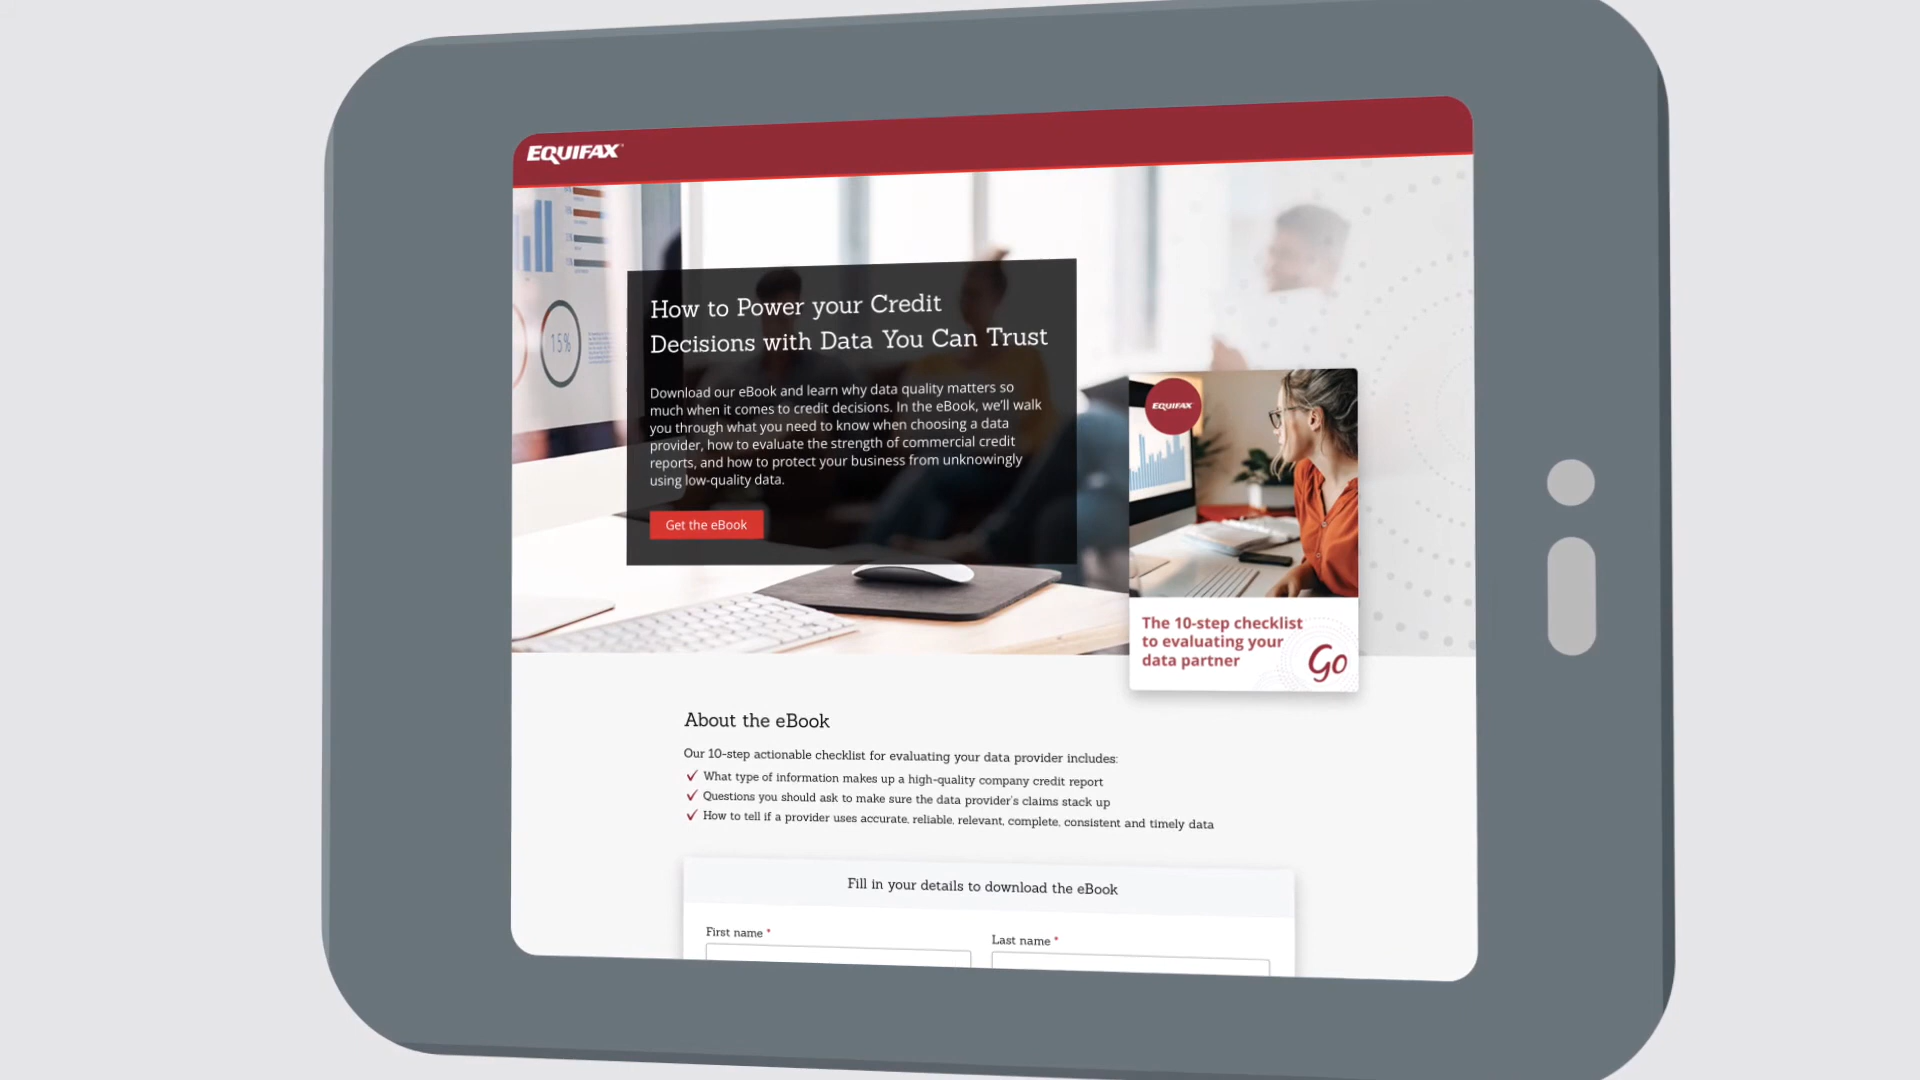 EQUIFAX
15%
How to Power your Credit
Decisions with Data You Can Trust
Download our eBook and learn why data quality matters so
much when it comes to credit decisions. In the eBook, we'll walk
you through what you need to know when choosing a data
provider, how to evaluate the strength of commercial credit
reports, and how to protect your business from unknowingly
using low-quality data.
Get the eBook
EQUIFAX
The 10-step checklist
to evaluating your
data partner
Go
About the eBook
Our 10-step actionable checklist for evaluating your data provider includes:
✓ What type of information makes up a high-quality company credit report
✓ Questions you should ask to make sure the data provider's claims stack up
✓ How to tell if a provider uses accurate, reliable, relevant, complete, consistent and timely data
Fill in your details to download the eBook
First name *
Last name *